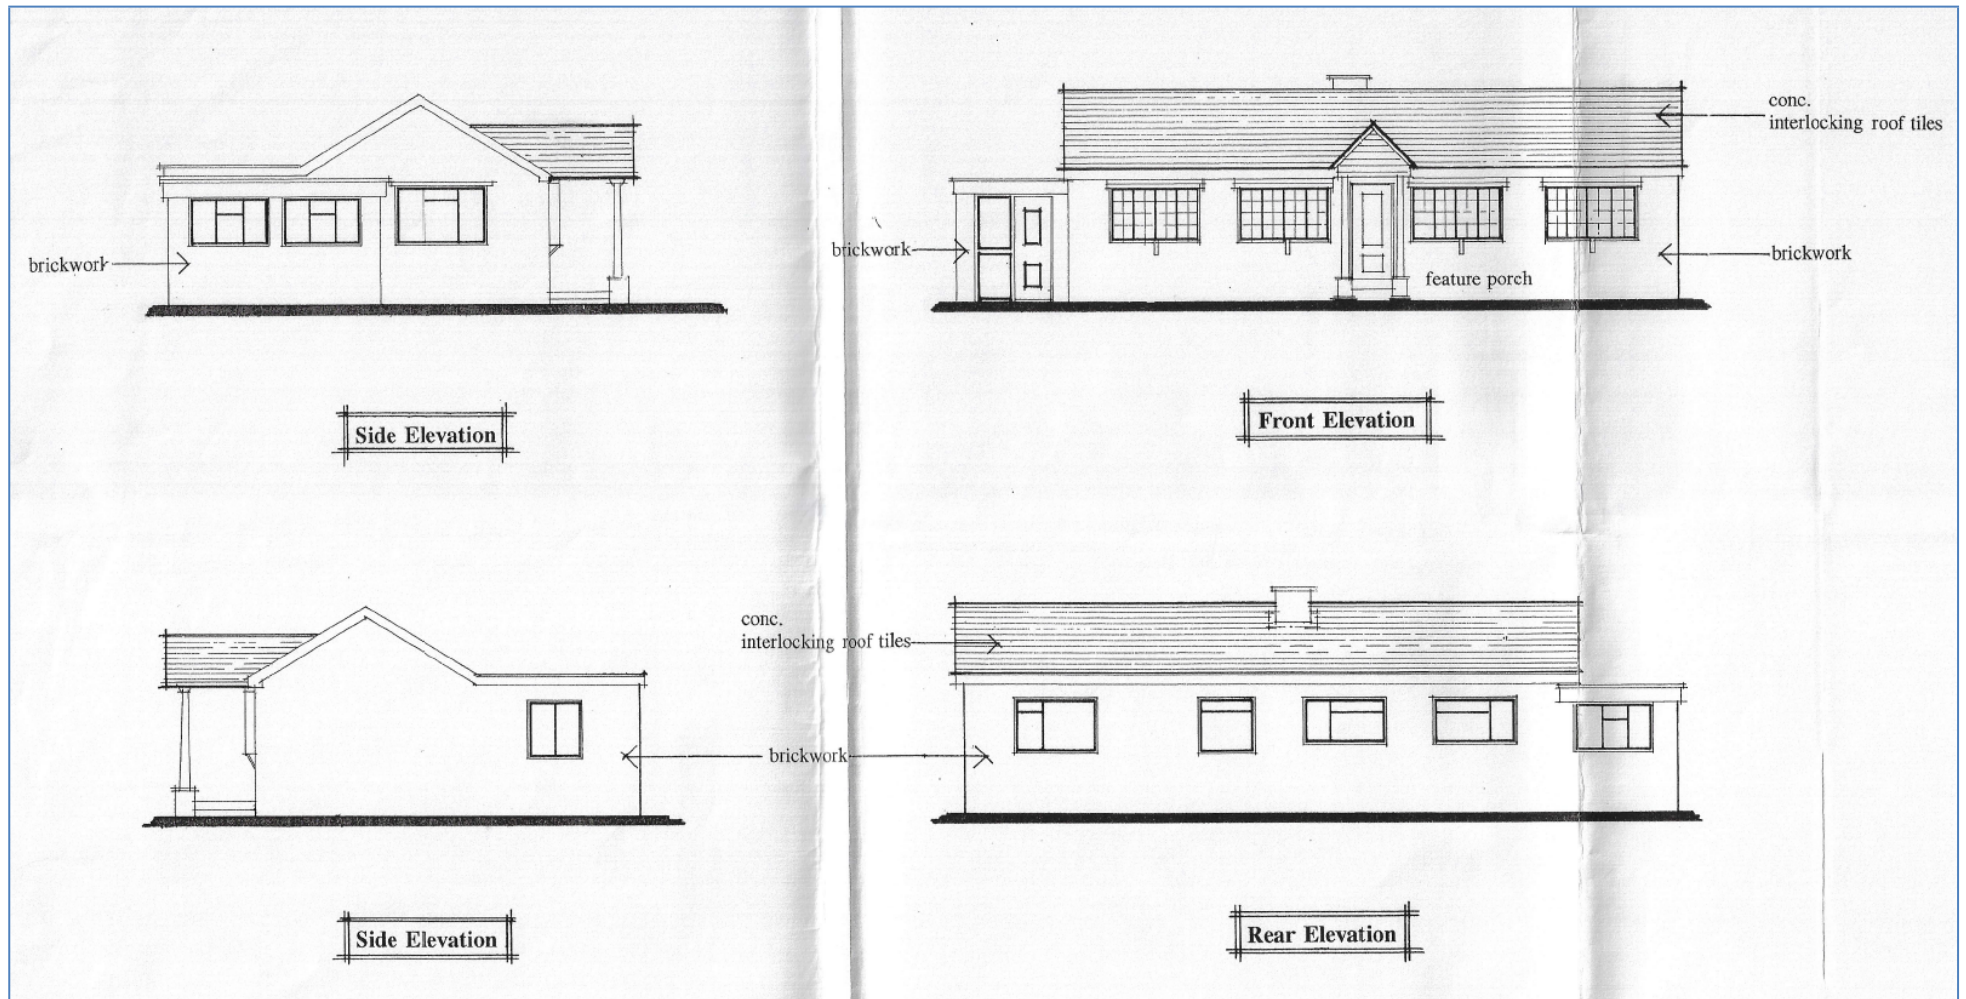 conc.
interlocking roof tiles
brickwork
brickwork
brickwork
feature porch
Side Elevation
Front Elevation
conc.
interlocking roof tiles
brickwork
Side Elevation
Rear Elevation